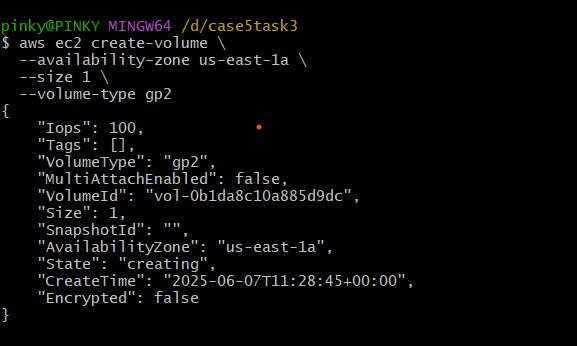 pinky@PINKY MINGW64 /d/case5task3
$ aws ec2 create-volume \
  --availability-zone us-east-1a \
  --size 1 \
  --volume-type gp2
{
    "Iops": 100,
    "Tags": [],
    "VolumeType": "gp2",
    "MultiAttachEnabled": false,
    "VolumeId": "vol-0b1da8c10a885d9dc",
    "Size": 1,
    "SnapshotId": "",
    "AvailabilityZone": "us-east-1a",
    "State": "creating",
    "CreateTime": "2025-06-07T11:28:45+00:00",
    "Encrypted": false
}